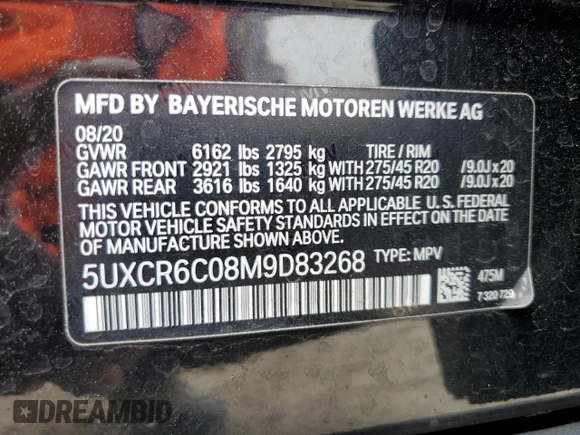 MFD BY BAYERISCHE MOTOREN WERKE AG
08/20
GVWR 6162 lbs 2795 kg TIRE / RIM
GAWR FRONT 2921 lbs 1325 kg WITH 275/45 R20 /9.0J x 20
GAWR REAR 3616 lbs 1640 kg WITH 275/45 R20 /9.0J x 20
THIS VEHICLE CONFORMS TO ALL APPLICABLE U. S. FEDERAL
MOTOR VEHICLE SAFETY STANDARDS IN EFFECT ON THE DATE OF
MANUFACTURE SHOWN ABOVE.
5UXCR6C08M9D83268 TYPE: MPV
475M
7 320 729
DREAMBID